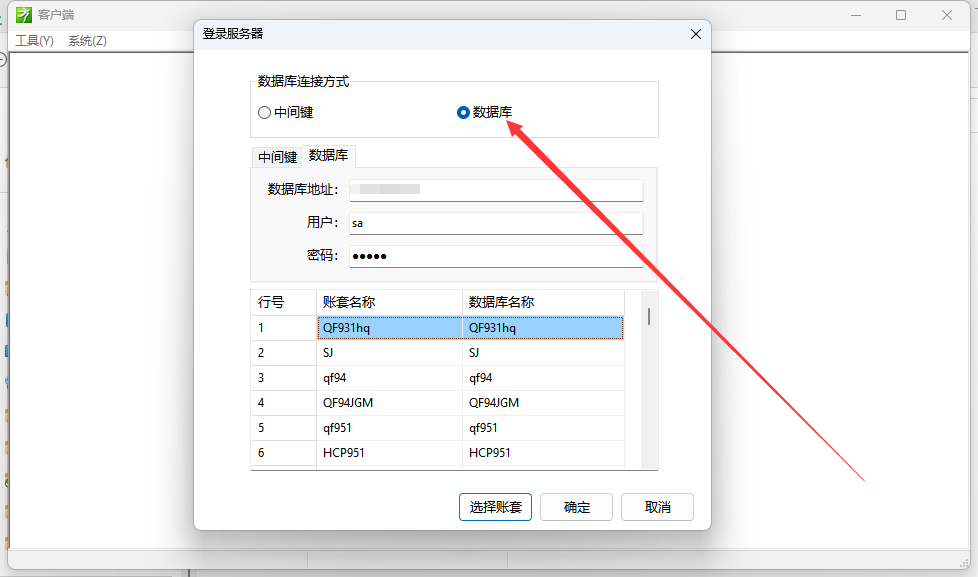 客户端
工具(Y) 系统(Z)
登录服务器
数据库连接方式
中间键 数据库
中间键 数据库
数据库地址：
用户： sa
密码： ●●●●●
行号 账套名称 数据库名称
1 QF931hq QF931hq
2 SJ SJ
3 qf94 qf94
4 QF94JGM QF94JGM
5 qf951 qf951
6 HCP951 HCP951
选择账套 确定 取消